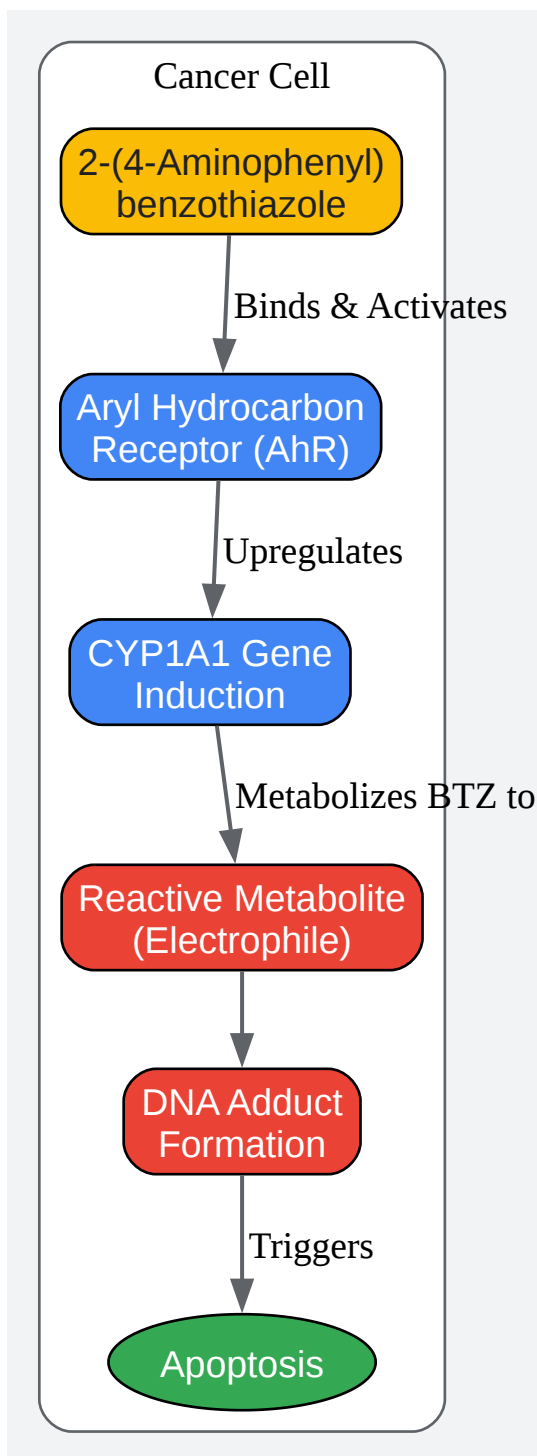 Cancer Cell
2-(4-Aminophenyl)
benzothiazole
Binds & Activates
Aryl Hydrocarbon
Receptor (AhR)
Upregulates
CYP1A1 Gene
Induction
Metabolizes BTZ to
Reactive Metabolite
(Electrophile)
DNA Adduct
Formation
Triggers
Apoptosis